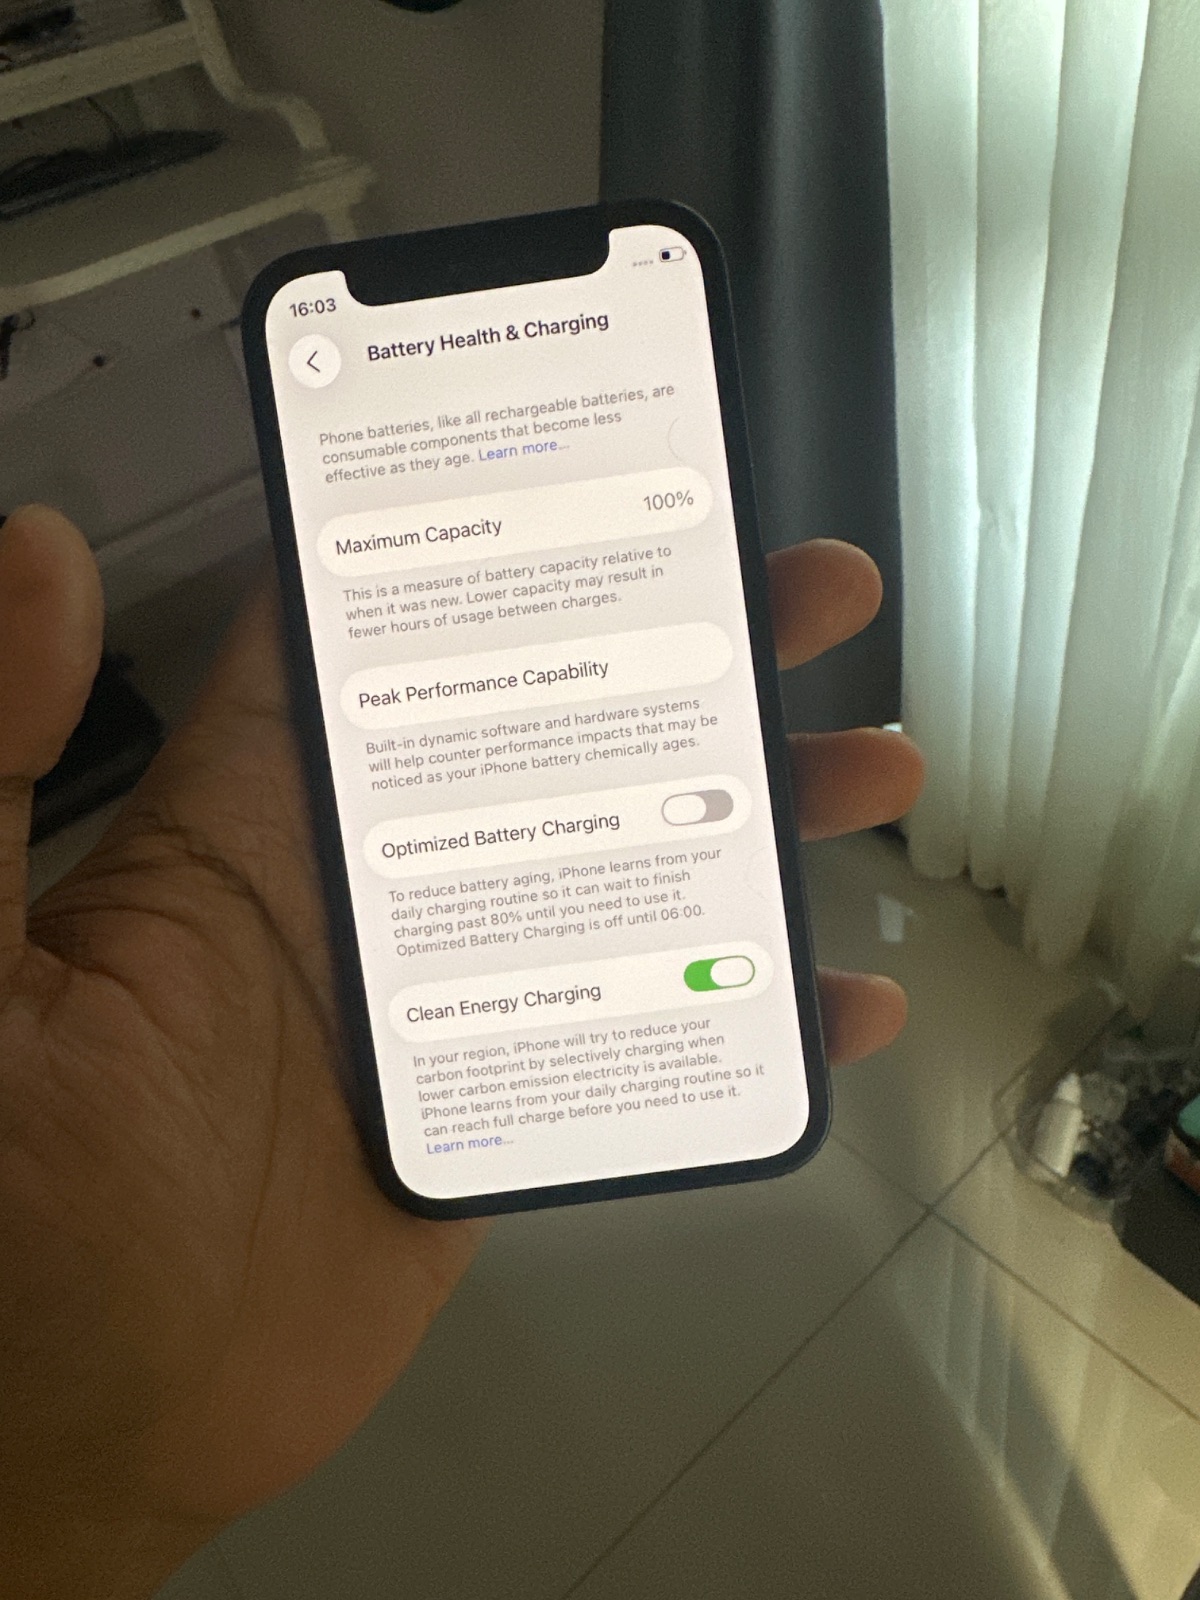 16:03
Battery Health & Charging
Phone batteries, like all rechargeable batteries, are
consumable components that become less
effective as they age. Learn more...
Maximum Capacity 100%
This is a measure of battery capacity relative to
when it was new. Lower capacity may result in
fewer hours of usage between charges.
Peak Performance Capability
Built-in dynamic software and hardware systems
will help counter performance impacts that may be
noticed as your iPhone battery chemically ages.
Optimized Battery Charging
To reduce battery aging, iPhone learns from your
daily charging routine so it can wait to finish
charging past 80% until you need to use it.
Optimized Battery Charging is off until 06:00.
Clean Energy Charging
In your region, iPhone will try to reduce your
carbon footprint by selectively charging when
lower carbon emission electricity is available.
iPhone learns from your daily charging routine so it
can reach full charge before you need to use it.
Learn more...